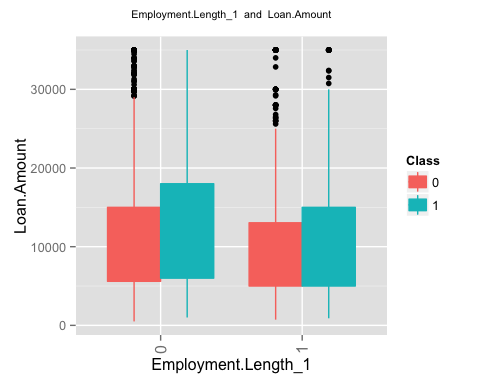 Employment.Length_1 and Loan.Amount
30000
20000
10000
0
Loan.Amount
0
1
Employment.Length_1
Class
0
1